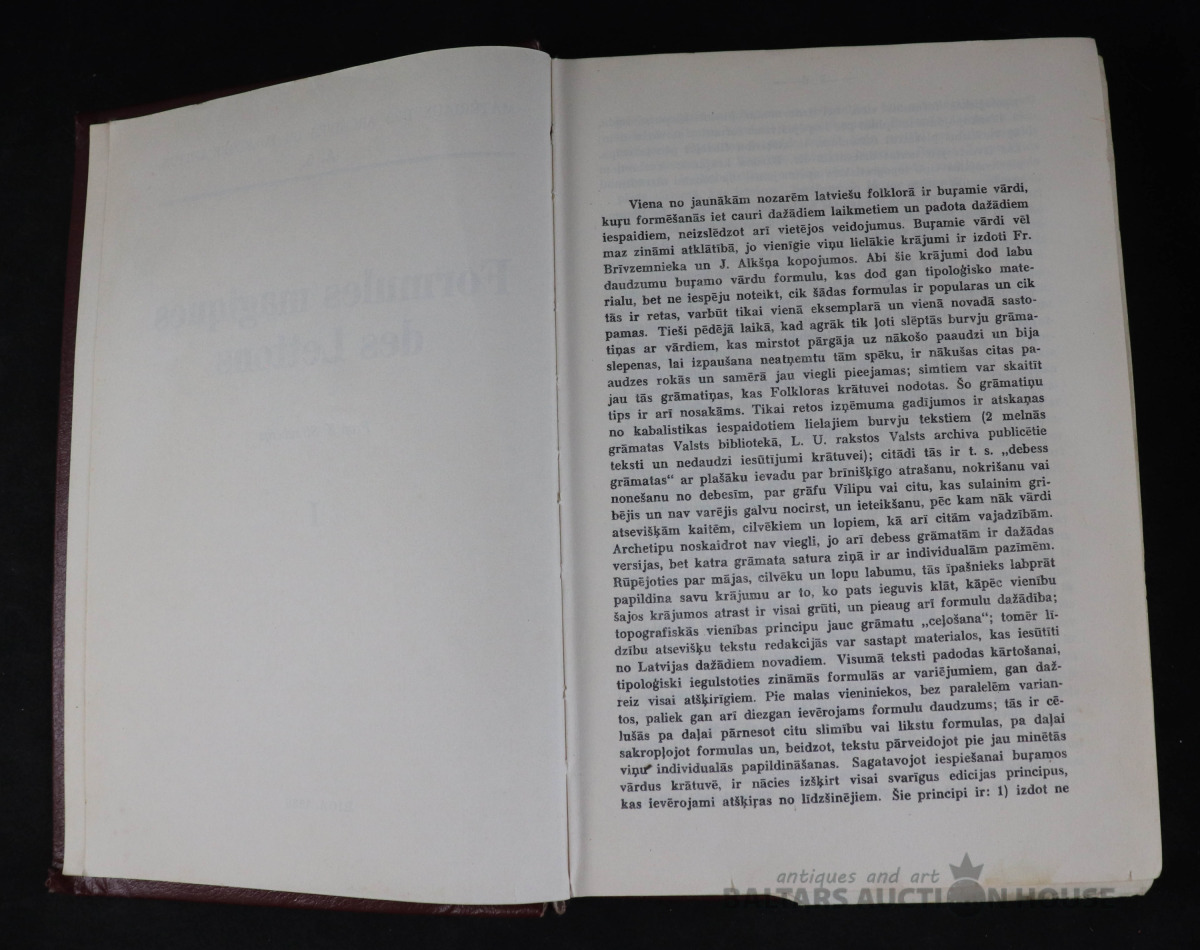 Formules magiques
des Lettons
I
Viena no jaunākām nozarēm latviešu folklorā ir buŗamie vārdi,
kuŗu formēšanās iet cauri dažādiem laikmetiem un padota dažādiem
iespaidiem, neizslēdzot arī vietējos veidojumus. Buŗamie vārdi vēl
maz zināmi atklātībā, jo vienīgie viņu lielākie krājumi ir izdoti Fr.
Brīvzemnieka un J. Alkšņa kopojumos. Abi šie krājumi dod labu
daudzumu buŗamo vārdu formulu, kas dod gan tipoloģisko mate-
rialu, bet ne iespēju noteikt, cik šādas formulas ir popularas un cik
tās ir retas, varbūt tikai vienā eksemplarā un vienā novadā sasto-
pamas. Tieši pēdējā laikā, kad agrāk tik ļoti slēptās burvju grāma-
tiņas ar vārdiem, kas mirstot pārgāja uz nākošo paaudzi un bija
slepenas, lai izpaušana neatņemtu tām spēku, ir nākušas citas pa-
audzes rokās un samērā jau viegli pieejamas; simtiem var skaitīt
jau tās grāmatiņas, kas Folkloras krātuvei nodotas. Šo grāmatiņu
tips ir arī nosakāms. Tikai retos izņēmuma gadījumos ir atskaņas
no kabalistikas iespaidotiem lielajiem burvju tekstiem (2 melnās
grāmatas Valsts bibliotekā, L. U. rakstos Valsts archiva publicētie
teksti un nedaudzi iesūtījumi krātuvei); citādi tās ir t. s. „debess
grāmatas“ ar plašāku ievadu par brīnišķīgo atrašanu, nokrišanu vai
nonešanu no debesīm, par grāfu Vīlipu vai citu, kas sulainim gri-
bējis un nav varējis galvu nocirst, un ieteikšanu, pēc kam nāk vārdi
atsevišķām kaitēm, cilvēkiem un lopiem, kā arī citām vajadzībām.
Archetipu noskaidrot nav viegli, jo arī debess grāmatām ir dažādas
versijas, bet katra grāmata satura ziņā ir ar individualām pazīmēm.
Rūpējoties par mājas, cilvēku un lopu labumu, tās īpašnieks labprāt
papildina savu krājumu ar to, ko pats ieguvis klāt, kāpēc vienību
šajos krājumos atrast ir visai grūti, un pieaug arī formulu dažādība;
topografiskās vienības principu jauc grāmatu „ceļošana“; tomēr lī-
dzību atsevišķu tekstu redakcijās var sastapt materialos, kas iesūtīti
no Latvijas dažādiem novadiem. Visumā teksti padodas kārtošanai,
tipoloģiski iegulstoties zināmās formulās ar variējumiem, gan daž-
reiz visai atšķirīgiem. Pie malas vieniniekos, bez paralelēm varian-
tos, paliek gan arī diezgan ievērojams formulu daudzums; tās ir cē-
lušās pa daļai pārnesot citu slimību vai likstu formulas, pa daļai
sakropļojot formulas un, beidzot, tekstu pārveidojot pie jau minētās
viņu individualās papildināšanas. Sagatavojot iespiešanai buŗamos
vārdus krātuvē, ir nācies izšķirt visai svarīgus edicijas principus,
kas ievērojami atšķiŗas no līdzšinējiem. Šie principi ir: 1) izdot ne
antiques and art
BALTARS AUCTION HOUSE